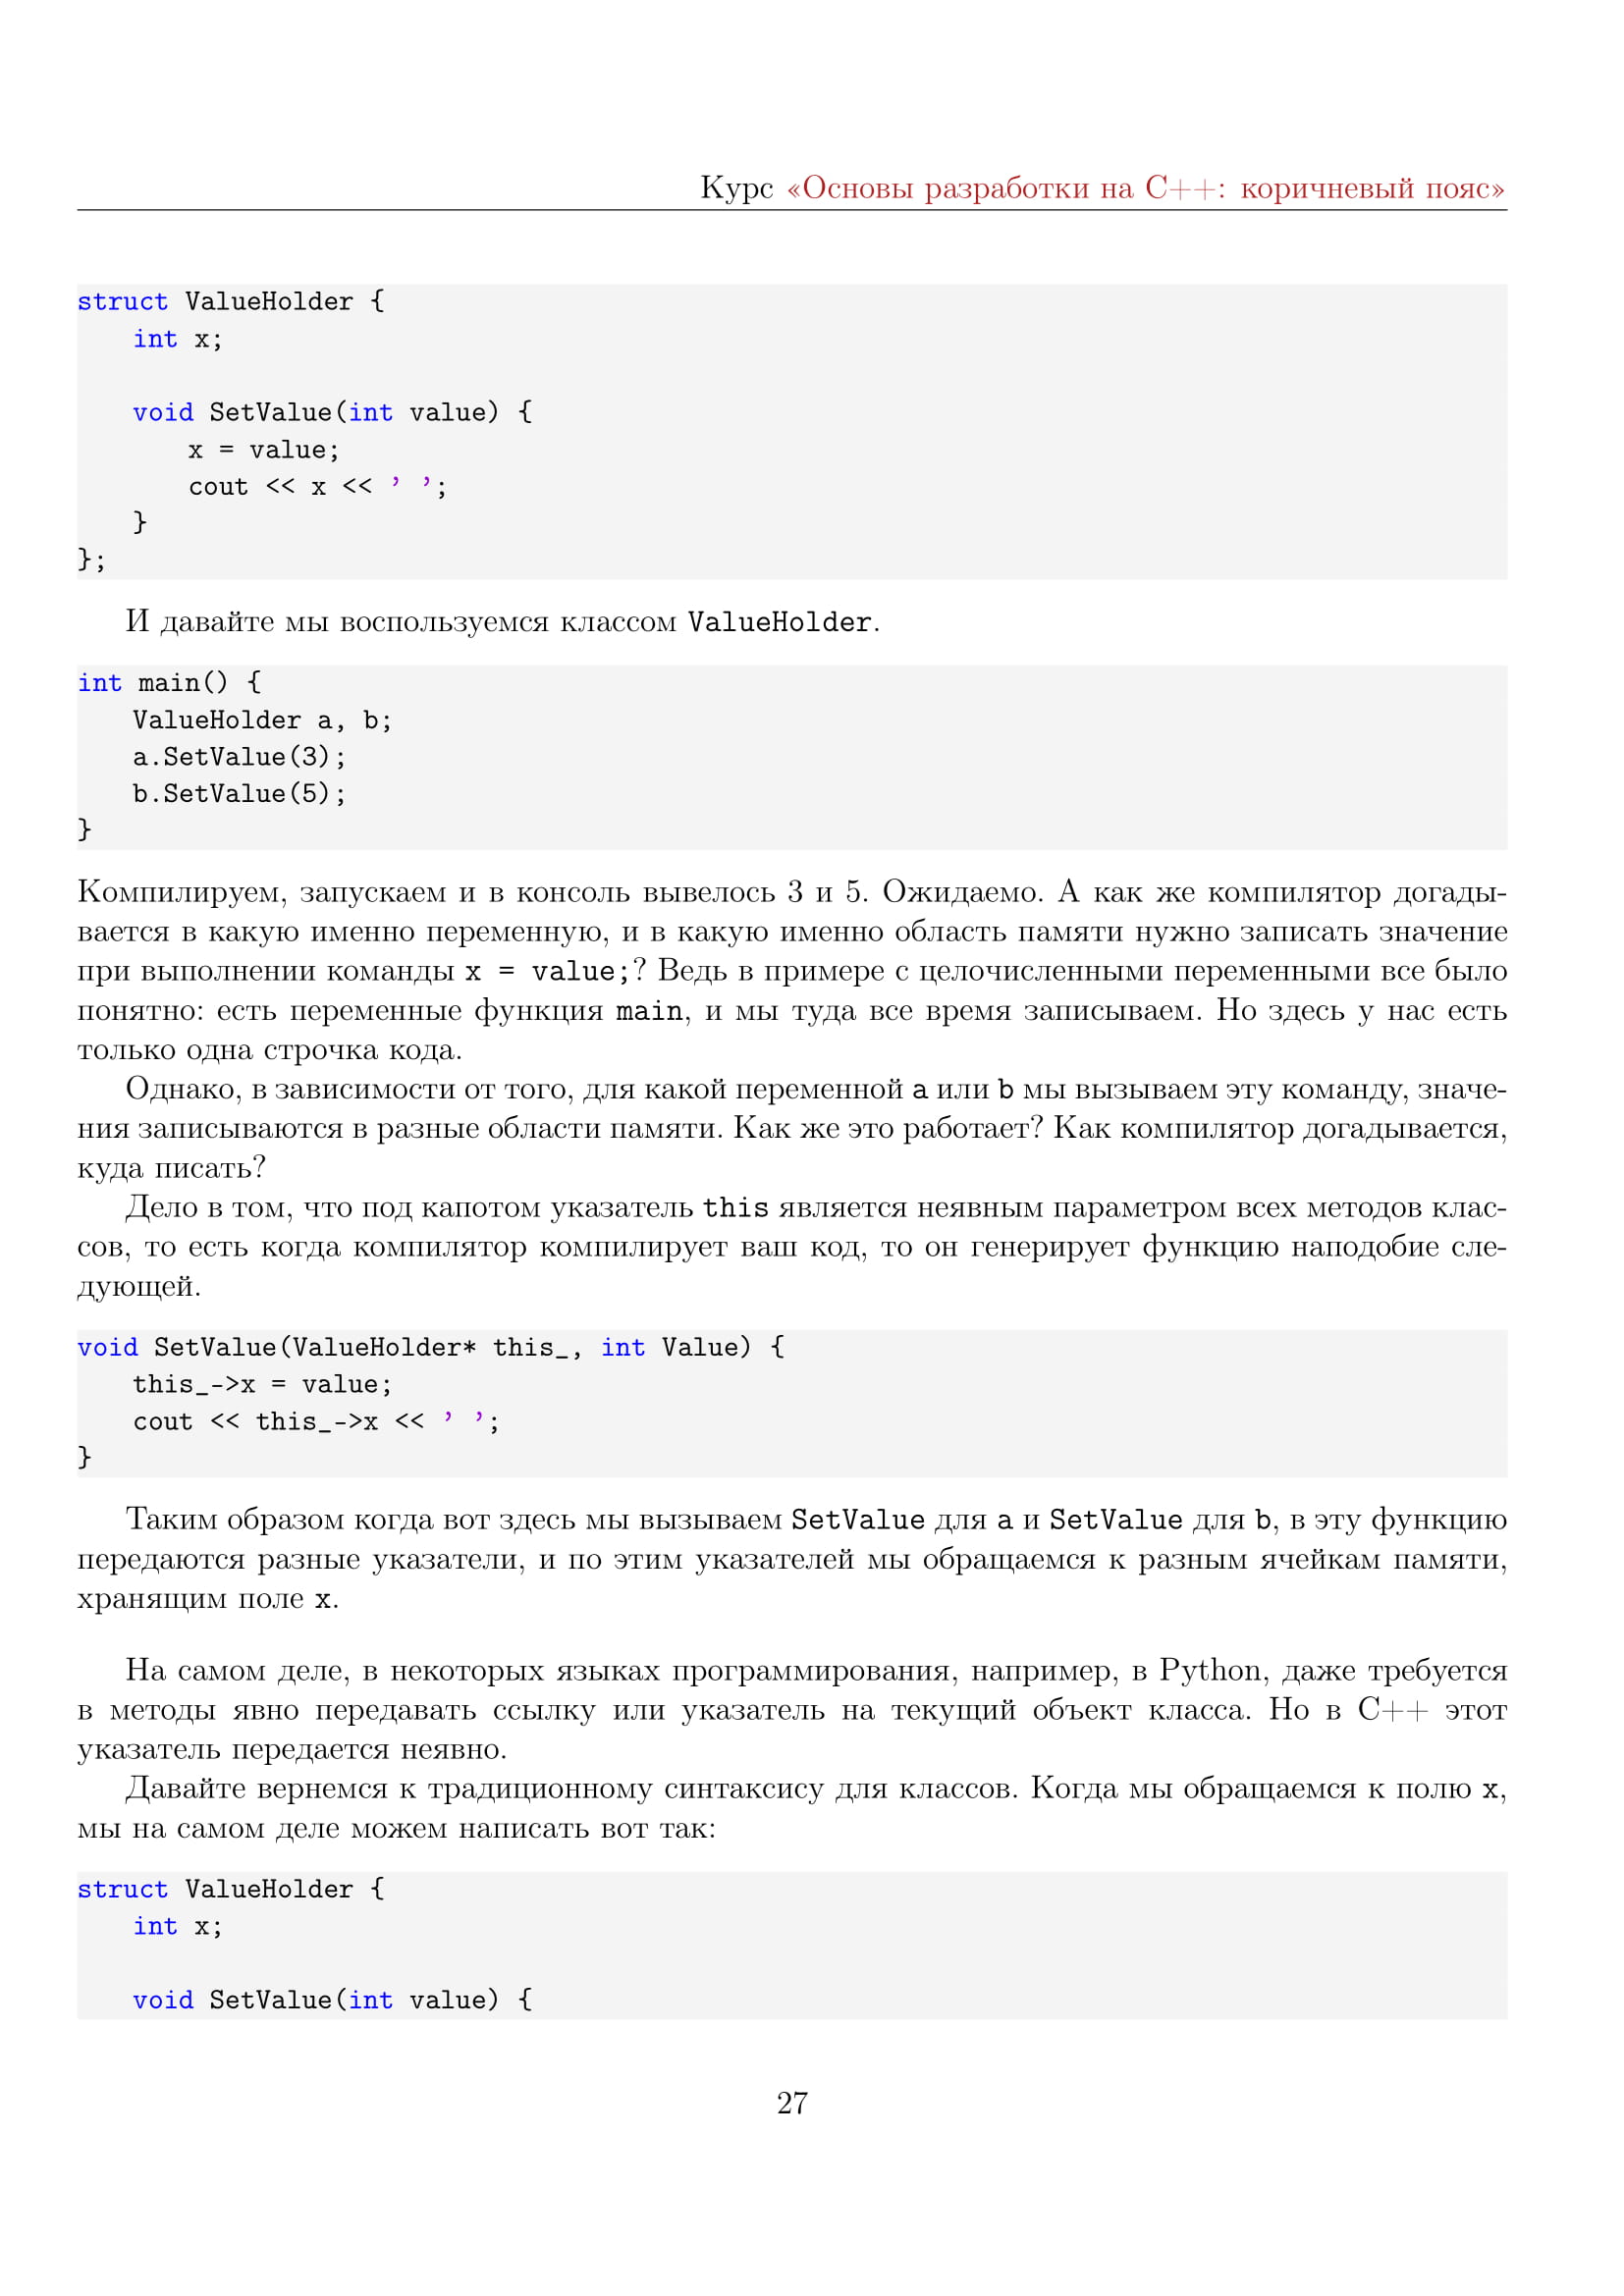 Курс «Основы разработки на C++: коричневый пояс»
struct ValueHolder {
int x;
void SetValue(int value) {
x = value;
cout << x << ’ ’;
}
};
И давайте мы воспользуемся классом ValueHolder.
int main() {
ValueHolder a, b;
a.SetValue(3);
b.SetValue(5);
}
Компилируем, запускаем и в консоль вывелось 3 и 5. Ожидаемо. А как же компилятор догады-
вается в какую именно переменную, и в какую именно область памяти нужно записать значение
при выполнении команды x = value;? Ведь в примере с целочисленными переменными все было
понятно: есть переменные функция main, и мы туда все время записываем. Но здесь у нас есть
только одна строчка кода.
Однако, в зависимости от того, для какой переменной a или b мы вызываем эту команду, значе-
ния записываются в разные области памяти. Как же это работает? Как компилятор догадывается,
куда писать?
Дело в том, что под капотом указатель this является неявным параметром всех методов клас-
сов, то есть когда компилятор компилирует ваш код, то он генерирует функцию наподобие сле-
дующей.
void SetValue(ValueHolder* this_, int Value) {
this_->x = value;
cout << this_->x << ’ ’;
}
Таким образом когда вот здесь мы вызываем SetValue для a и SetValue для b, в эту функцию
передаются разные указатели, и по этим указателей мы обращаемся к разным ячейкам памяти,
хранящим поле x.
На самом деле, в некоторых языках программирования, например, в Python, даже требуется
в методы явно передавать ссылку или указатель на текущий объект класса. Но в C++ этот
указатель передается неявно.
Давайте вернемся к традиционному синтаксису для классов. Когда мы обращаемся к полю x,
мы на самом деле можем написать вот так:
struct ValueHolder {
int x;
void SetValue(int value) {
27